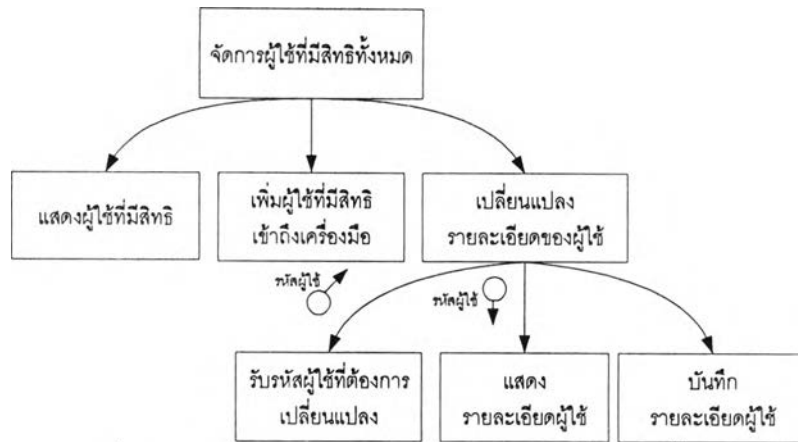 จัดการผู้ใช้ที่มีสิทธิทั้งหมด
แสดงผู้ใช้ที่มีสิทธิ
เพิ่มผู้ใช้ที่มีสิทธิ
เข้าถึงเครื่องมือ
เปลี่ยนแปลง
รายละเอียดของผู้ใช้
รหัสผู้ใช้
รหัสผู้ใช้
รับรหัสผู้ใช้ที่ต้องการ
เปลี่ยนแปลง
แสดง
รายละเอียดผู้ใช้
บันทึก
รายละเอียดผู้ใช้